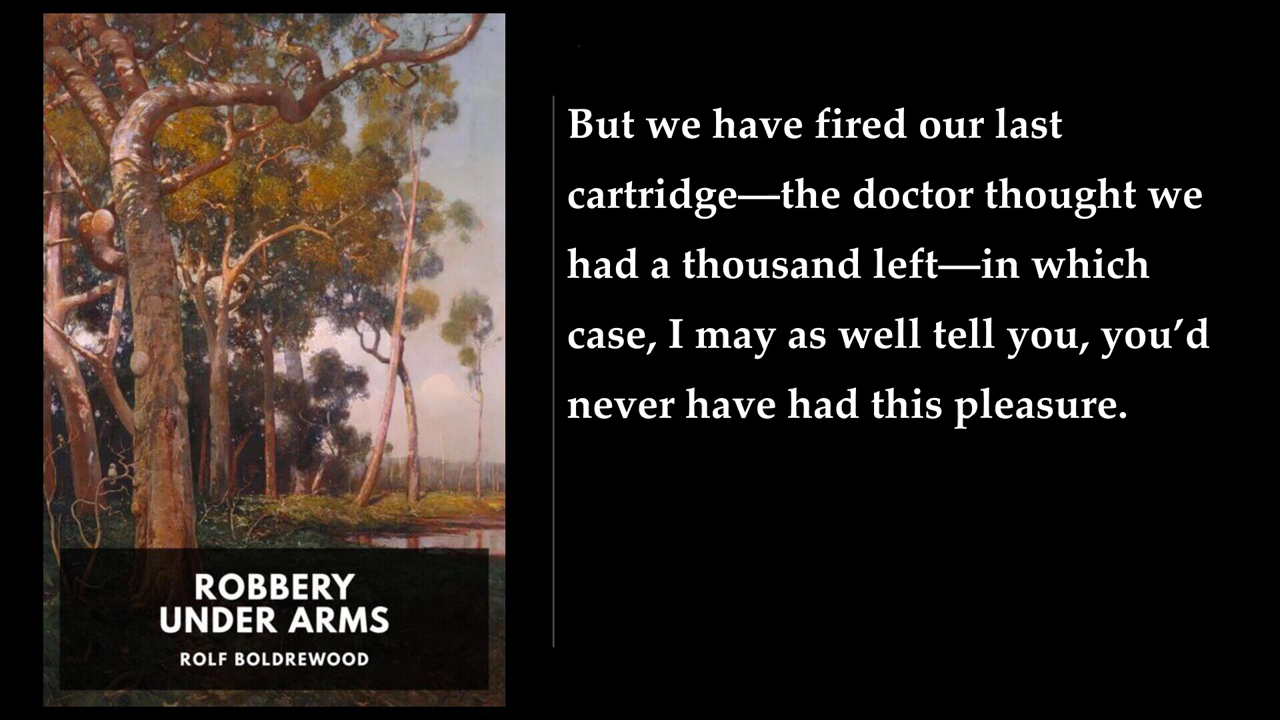 But we have fired our last
cartridge—the doctor thought we
had a thousand left—in which
case, I may as well tell you, you’d
never have had this pleasure.
ROBBERY
UNDER ARMS
ROLF BOLDREWOOD